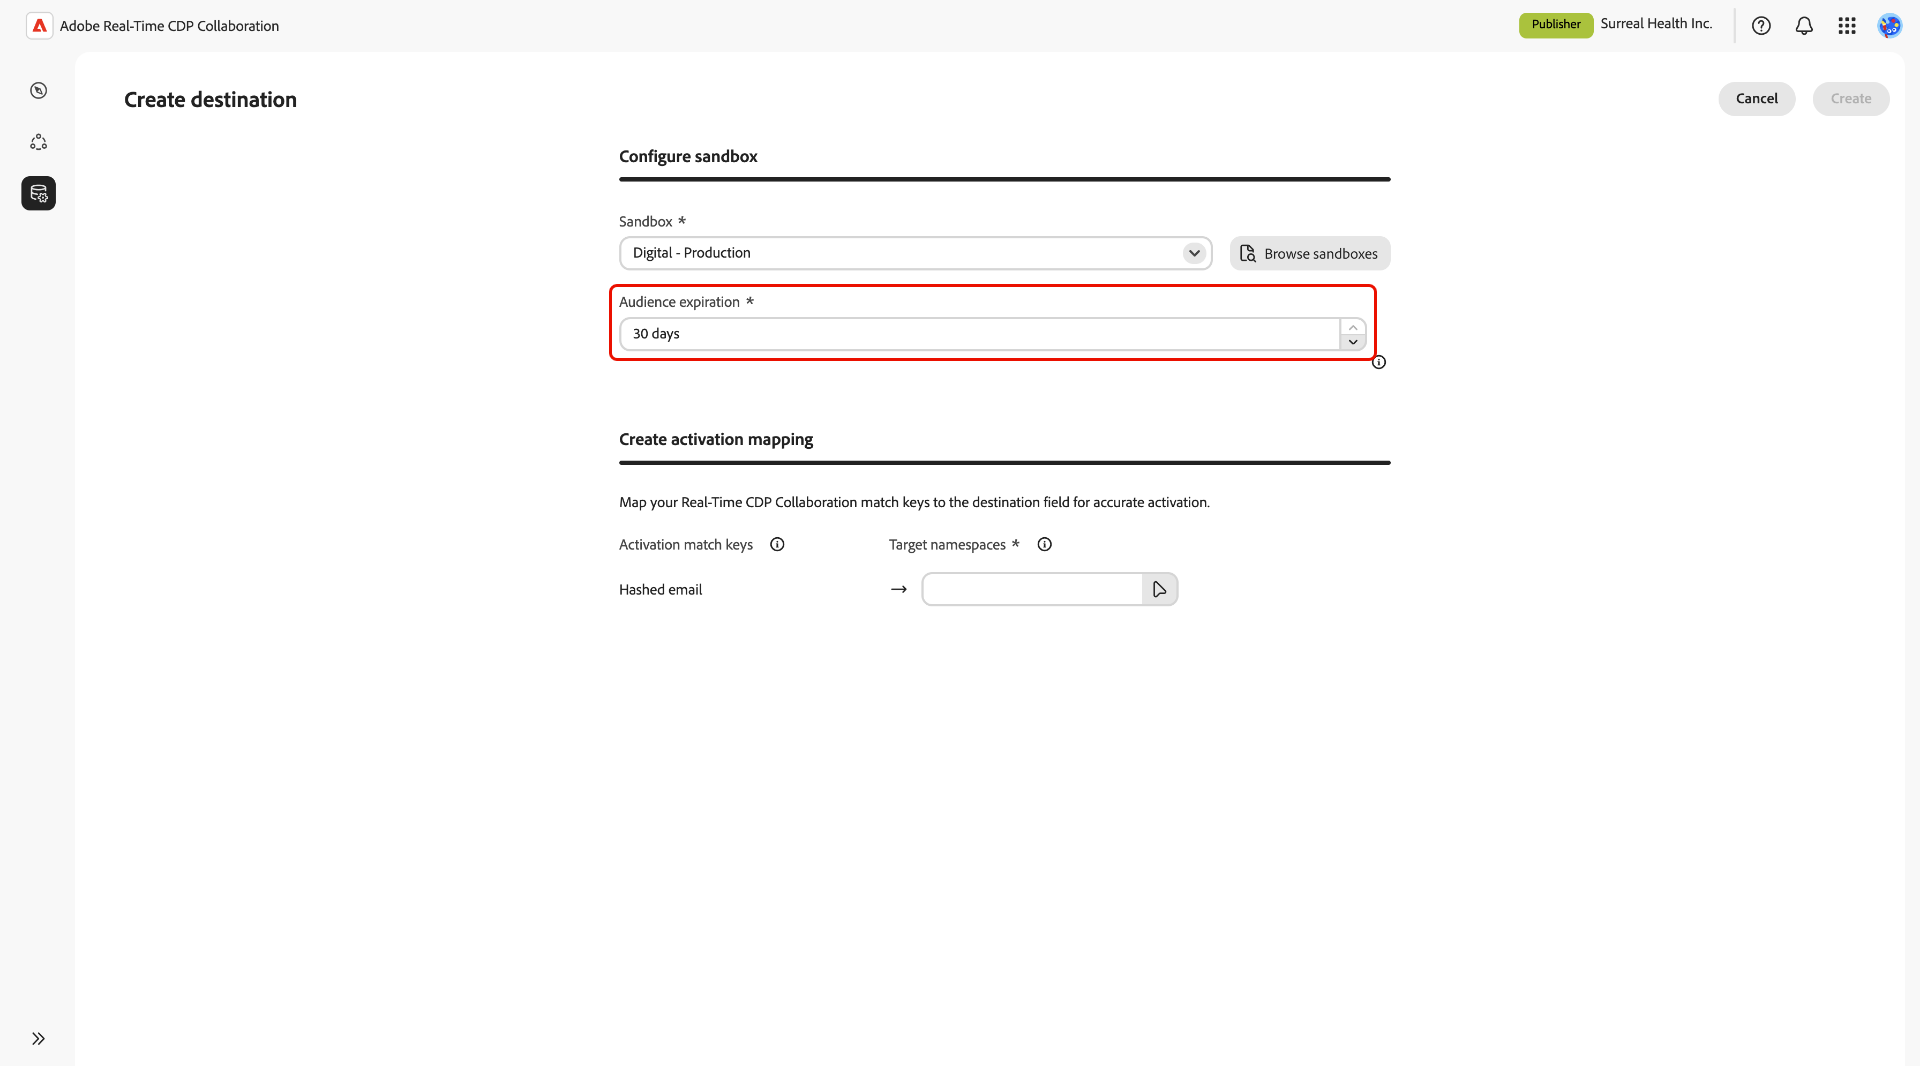 Adobe Real-Time CDP Collaboration
Publisher
Surreal Health Inc.
Create destination
Cancel
Create
Configure sandbox
Sandbox *
Digital - Production
Browse sandboxes
Audience expiration *
30 days
Create activation mapping
Map your Real-Time CDP Collaboration match keys to the destination field for accurate activation.
Activation match keys
Target namespaces *
Hashed email